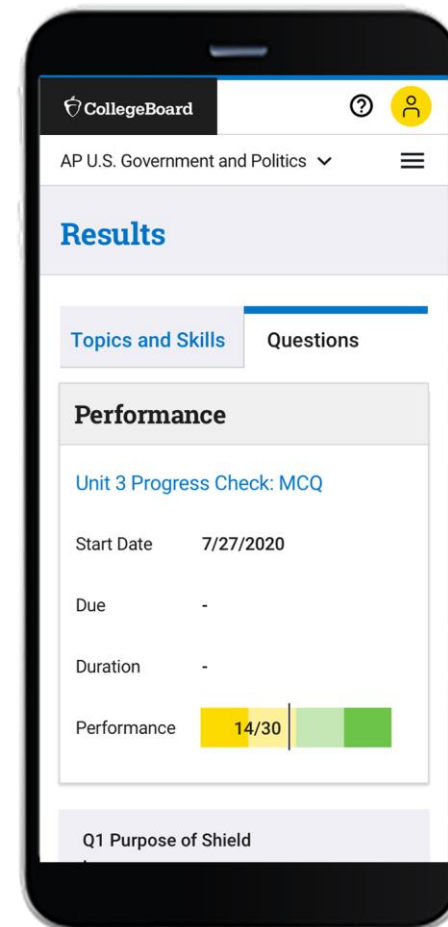 CollegeBoard
AP U.S. Government and Politics
Results
Topics and Skills Questions
Performance
Unit 3 Progress Check: MCQ
Start Date 7/27/2020
Due -
Duration -
Performance 14/30
Q1 Purpose of Shield